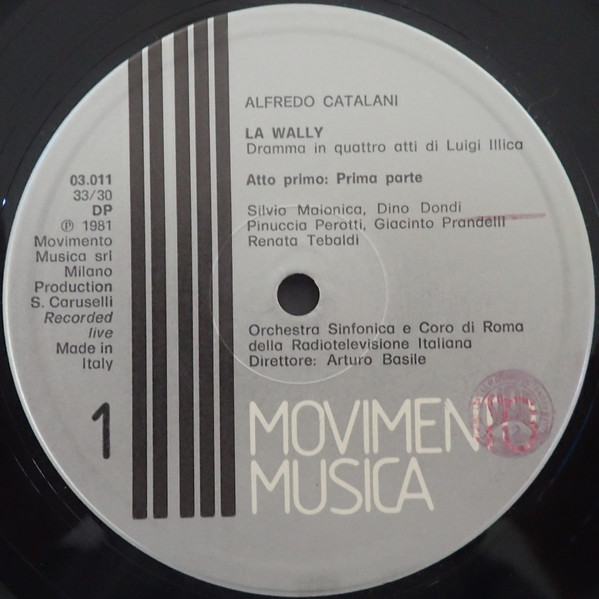 ALFREDO CATALANI
LA WALLY
Dramma in quattro atti di Luigi Illica
Atto primo: Prima parte
Silvio Maionica, Dino Dondi
Pinuccia Perotti, Giacinto Prandelli
Renata Tebaldi
03.011
33/30
DP
Ⓟ 1981
Movimento
Musica srl
Milano
Production
S. Caruselli
Recorded
live
Made in
Italy
Orchestra Sinfonica e Coro di Roma
della Radiotelevisione Italiana
Direttore: Arturo Basile
1
MOVIMENTO
MUSICA